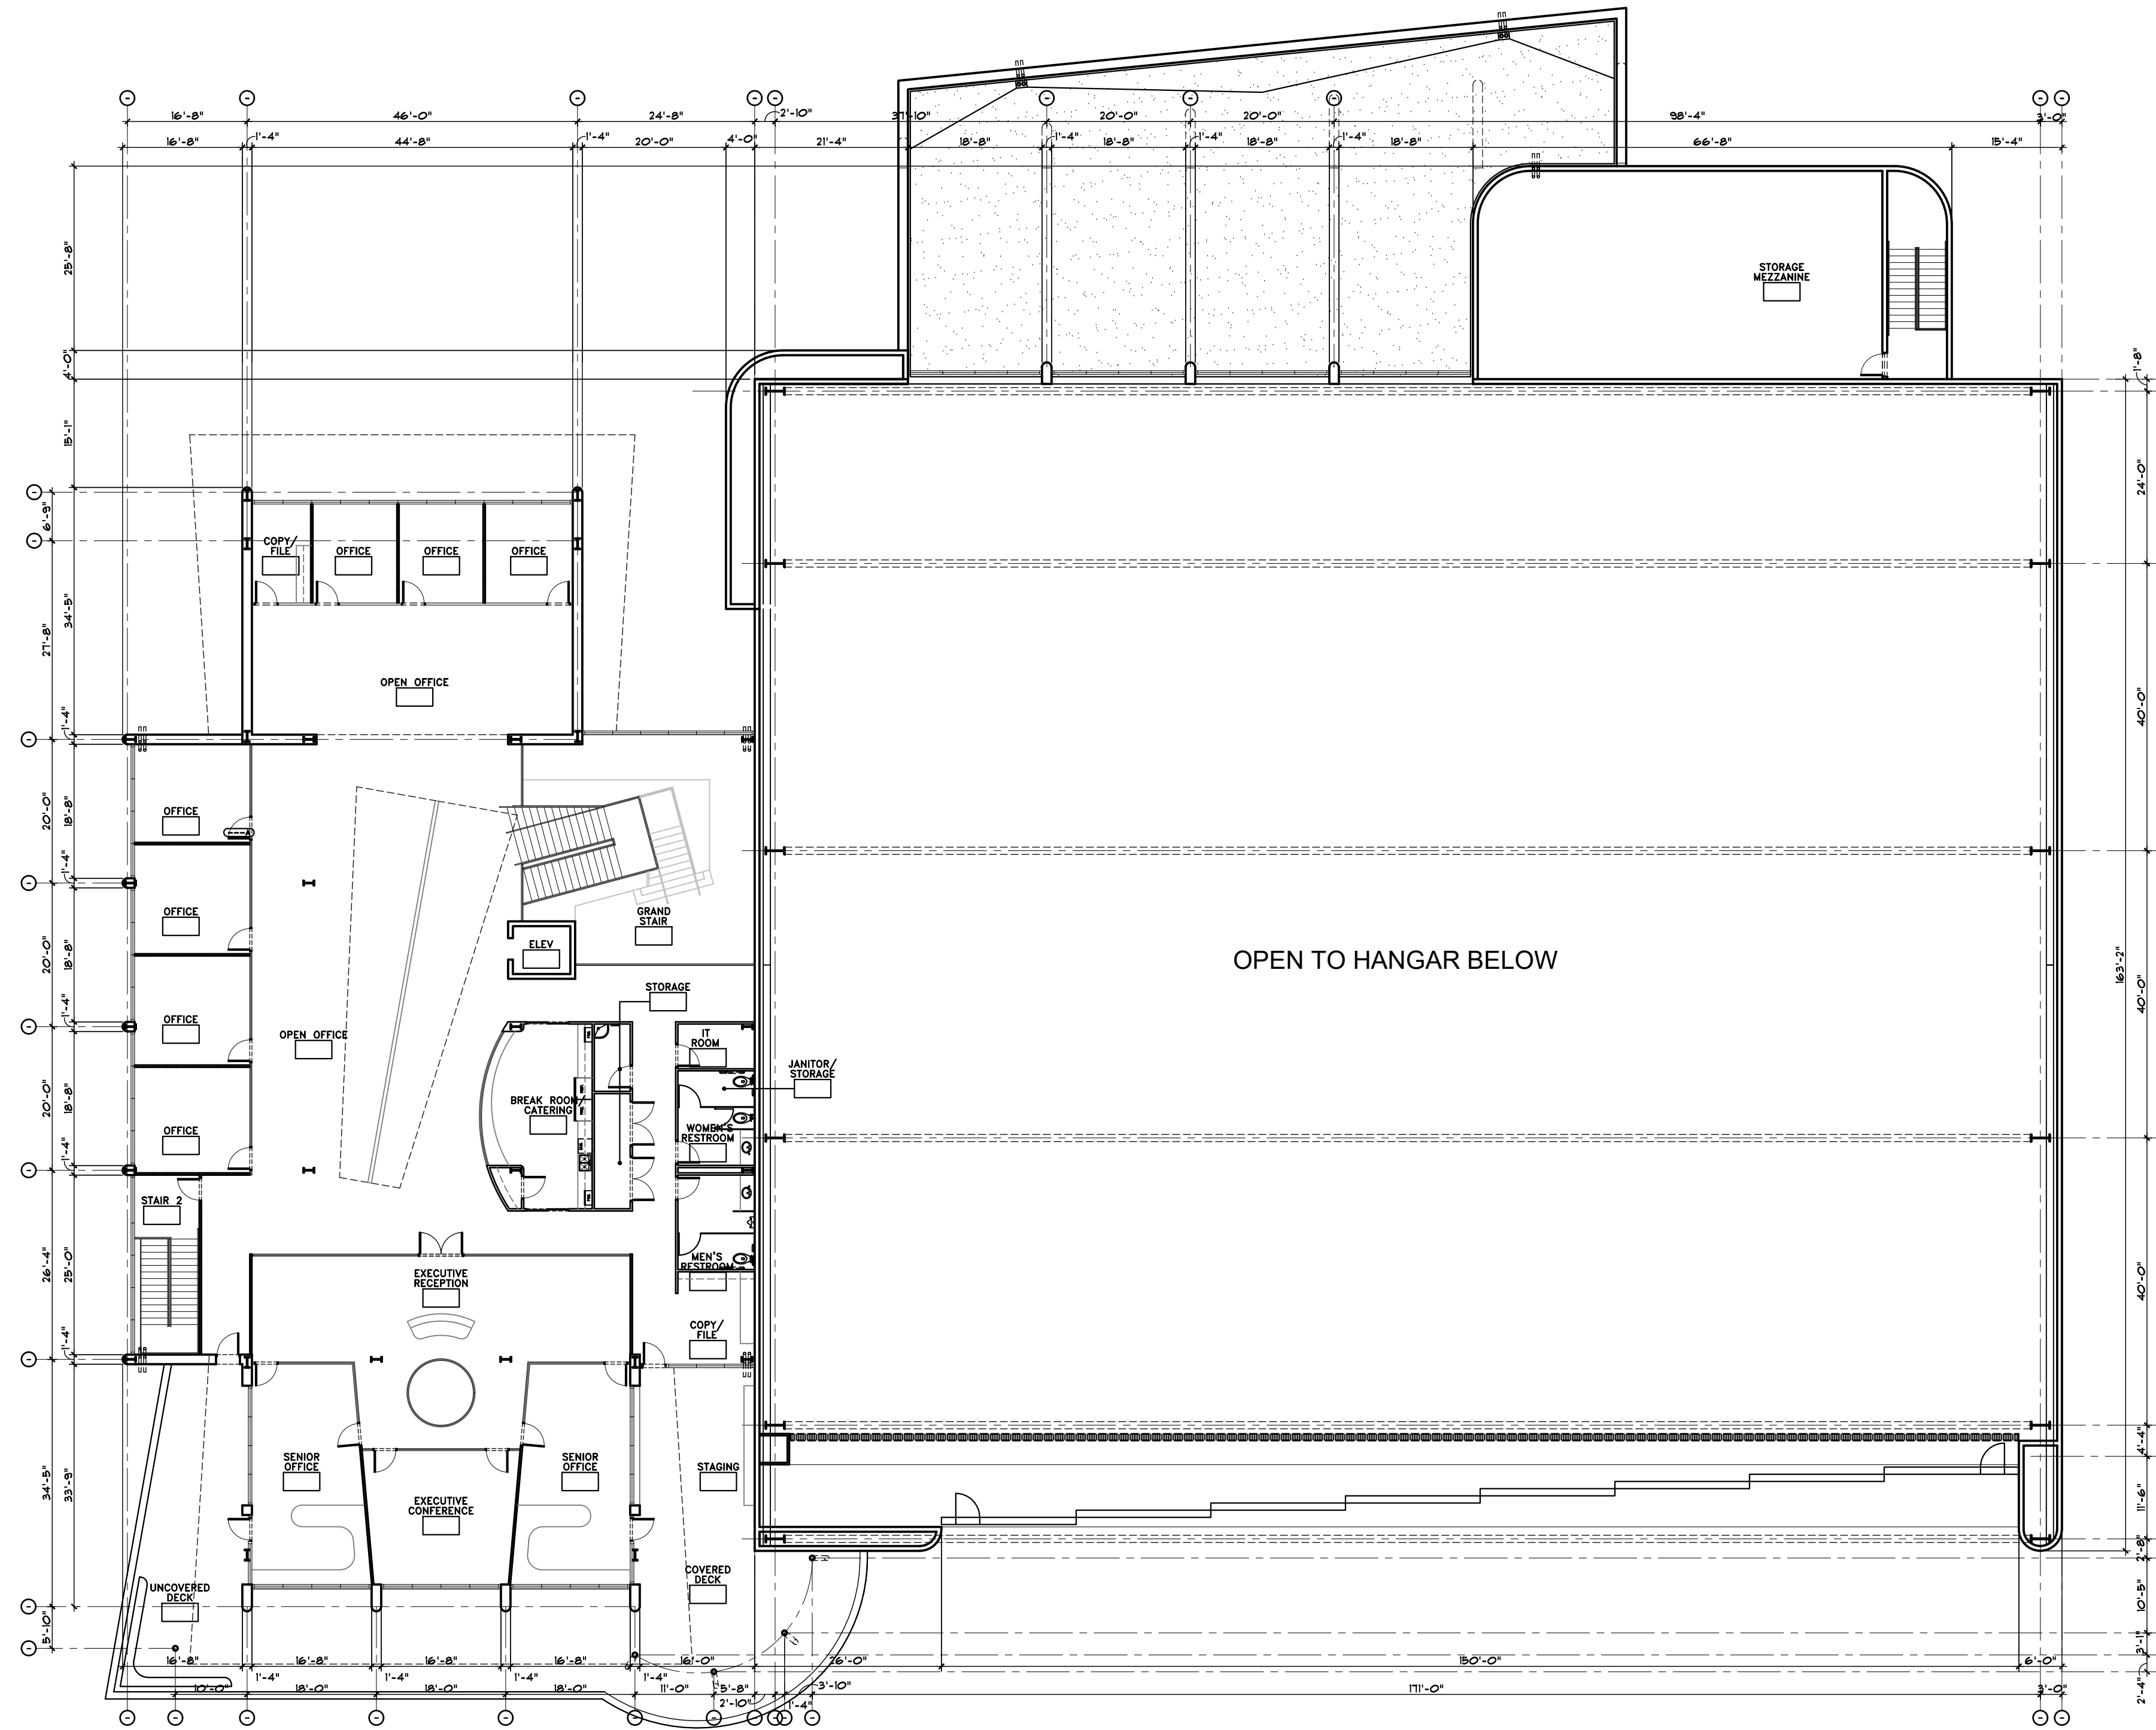 16'-8"
46'-0"
24'-8"
2'-10"
37'-10"
20'-0"
20'-0"
98'-4"
3'-0"
16'-8"
1'-4"
44'-8"
1'-4"
20'-0"
4'-0"
21'-4"
18'-8"
1'-4"
18'-8"
1'-4"
18'-8"
1'-4"
18'-8"
66'-8"
15'-4"
25'-8"
4'-0"
15'-1"
6'-9"
34'-5"
27'-8"
1'-4"
20'-0"
18'-8"
1'-4"
20'-0"
18'-8"
1'-4"
20'-0"
18'-8"
1'-4"
26'-4"
25'-0"
1'-4"
34'-5"
33'-9"
5'-10"
STORAGE
MEZZANINE
COPY/
FILE
OFFICE
OFFICE
OFFICE
OPEN OFFICE
OFFICE
OFFICE
OFFICE
OFFICE
OPEN OFFICE
GRAND
STAIR
ELEV
STORAGE
IT
ROOM
JANITOR/
STORAGE
BREAK ROOM/
CATERING
WOMEN'S
RESTROOM
STAIR 2
MEN'S
RESTROOM
EXECUTIVE
RECEPTION
COPY/
FILE
SENIOR
OFFICE
SENIOR
OFFICE
STAGING
EXECUTIVE
CONFERENCE
UNCOVERED
DECK
COVERED
DECK
OPEN TO HANGAR BELOW
1'-8"
24'-0"
40'-0"
163'-2"
40'-0"
40'-0"
4'-4"
11'-6"
2'-8"
10'-5"
3'-1"
2'-4"
16'-8"
1'-4"
16'-8"
1'-4"
16'-8"
1'-4"
16'-8"
1'-4"
16'-0"
26'-0"
150'-0"
6'-0"
10'-0"
18'-0"
18'-0"
18'-0"
11'-0"
5'-8"
2'-10"
1'-4"
3'-10"
171'-0"
3'-0"